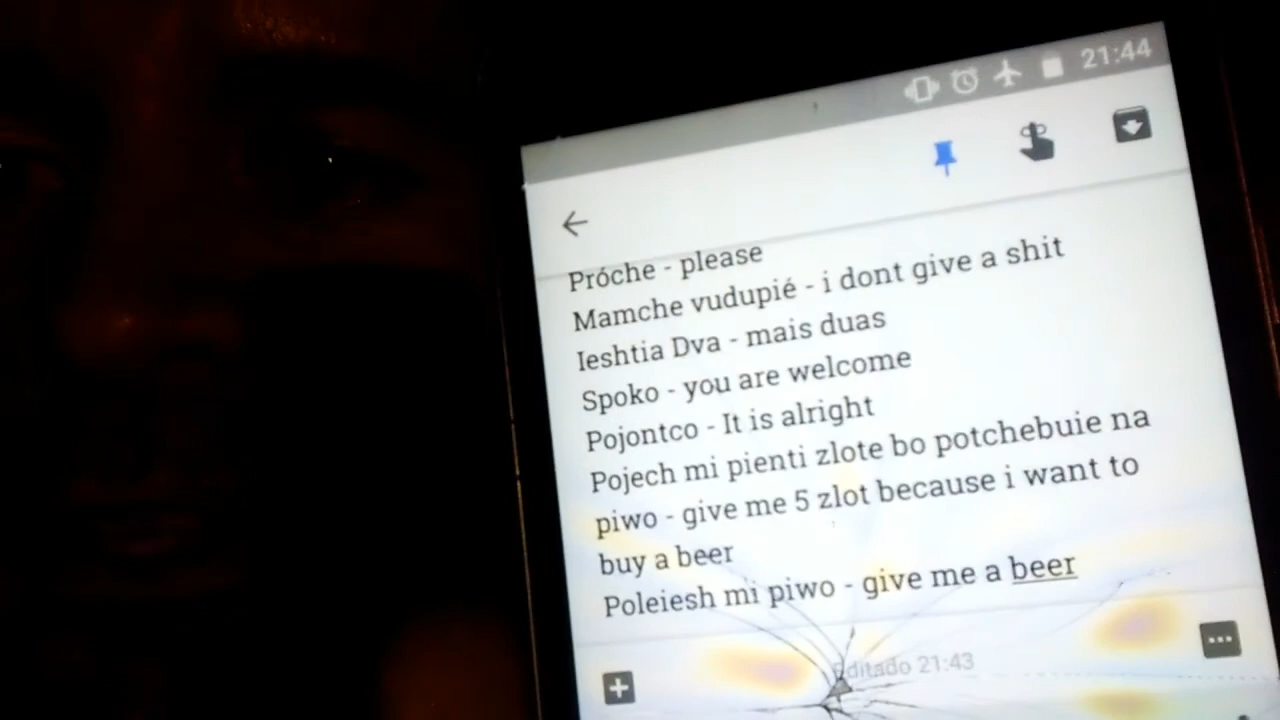 21:44
Próche - please
Mamche vudupié - i dont give a shit
Ieshtia Dva - mais duas
Spoko - you are welcome
Pojontco - It is alright
Pojech mi pienti zlote bo potchebuie na
piwo - give me 5 zlot because i want to
buy a beer
Poleiesh mi piwo - give me a beer
Editado 21:43